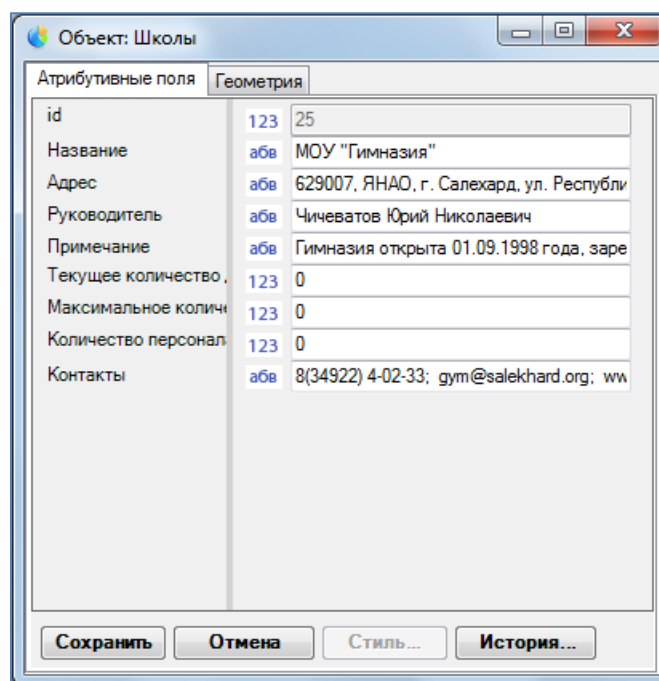 Объект: Школы
Атрибутивные поля Геометрия
id 123 25
Название абв МОУ "Гимназия"
Адрес абв 629007, ЯНАО, г. Салехард, ул. Республи
Руководитель абв Чичеватов Юрий Николаевич
Примечание абв Гимназия открыта 01.09.1998 года, заре
Текущее количество 123 0
Максимальное количе 123 0
Количество персонал 123 0
Контакты абв 8(34922) 4-02-33; gym@salekhard.org; ww
Сохранить Отмена Стиль... История...